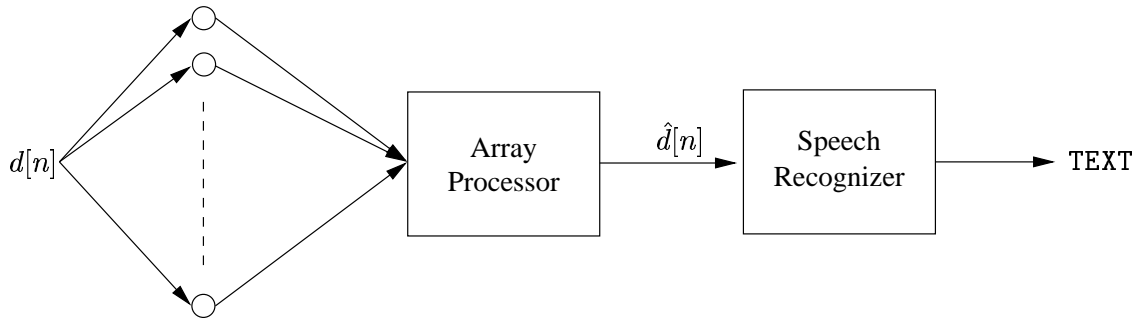 d[n]
Array
Processor
d̂[n]
Speech
Recognizer
TEXT